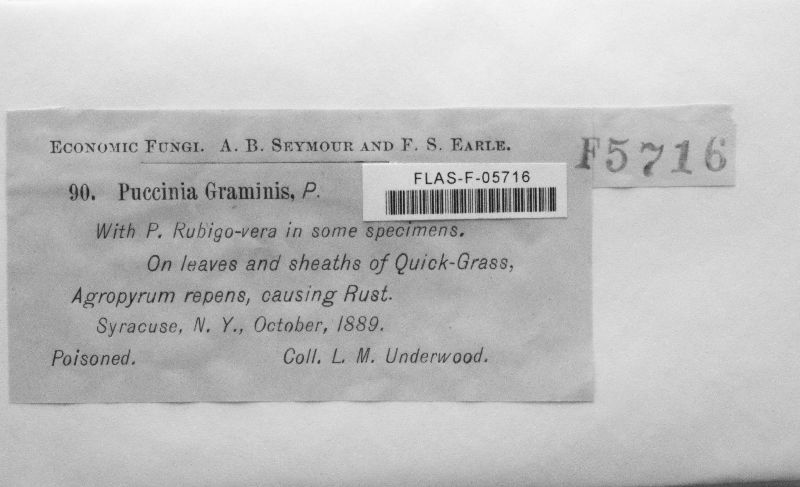 ECONOMIC FUNGI. A. B. SEYMOUR AND F. S. EARLE.
F5716
FLAS-F-05716
90. Puccinia Graminis, P.
With P. Rubigo-vera in some specimens.
On leaves and sheaths of Quick-Grass,
Agropyrum repens, causing Rust.
Syracuse, N. Y., October, 1889.
Poisoned. Coll. L. M. Underwood.